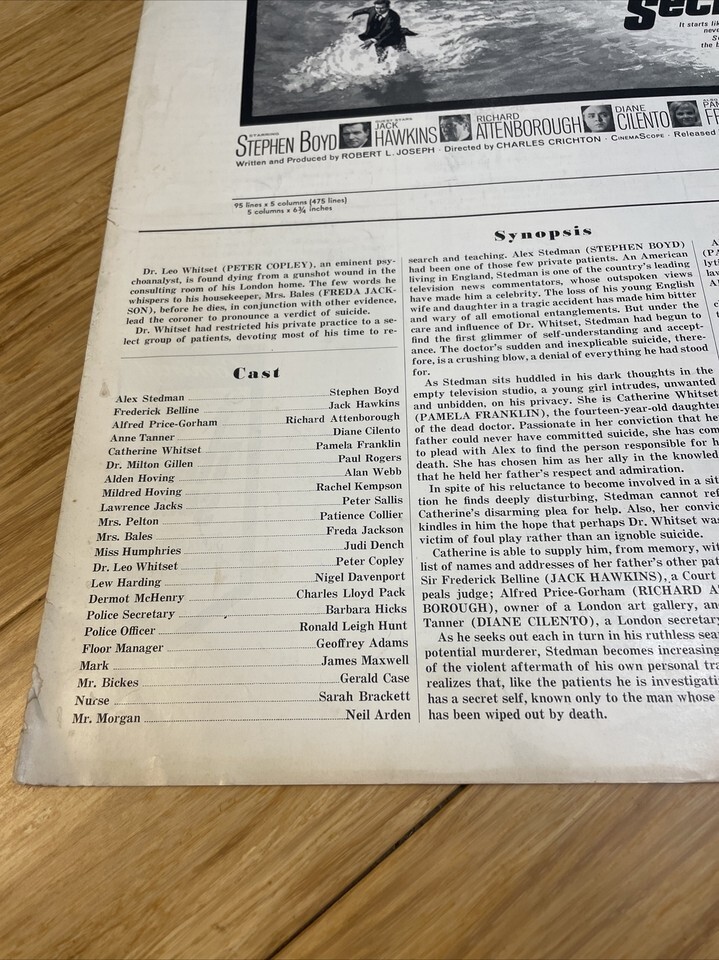 It starts
never
STARRING
STEPHEN BOYD
GUEST STARS
JACK
HAWKINS
RICHARD
ATTENBOROUGH
DIANE
CILENTO
ALSO
PAM
FR
Written and Produced by ROBERT L. JOSEPH · Directed by CHARLES CRICHTON · CINEMASCOPE · Released
95 lines x 5 columns (475 lines)
5 columns x 6¾ inches
Synopsis
Dr. Leo Whitset (PETER COPLEY), an eminent psy-
choanalyst, is found dying from a gunshot wound in the
consulting room of his London home. The few words he
whispers to his housekeeper, Mrs. Bales (FREDA JACK-
SON), before he dies, in conjunction with other evidence,
lead the coroner to pronounce a verdict of suicide.
Dr. Whitset had restricted his private practice to a se-
lect group of patients, devoting most of his time to re-
search and teaching. Alex Stedman (STEPHEN BOYD)
had been one of those few private patients. An American
living in England, Stedman is one of the country's leading
television news commentators, whose outspoken views
have made him a celebrity. The loss of his young English
wife and daughter in a tragic accident has made him bitter
and wary of all emotional entanglements. But under the
care and influence of Dr. Whitset, Stedman had begun to
find the first glimmer of self-understanding and accept-
ance. The doctor's sudden and inexplicable suicide, there-
fore, is a crushing blow, a denial of everything he had stood
for.
As Stedman sits huddled in his dark thoughts in the
empty television studio, a young girl intrudes, unwanted
and unbidden, on his privacy. She is Catherine Whitset
(PAMELA FRANKLIN), the fourteen-year-old daughter
of the dead doctor. Passionate in her conviction that he
father could never have committed suicide, she has com
to plead with Alex to find the person responsible for h
death. She has chosen him as her ally in the knowled
that he held her father's respect and admiration.
In spite of his reluctance to become involved in a sit
tion he finds deeply disturbing, Stedman cannot ref
Catherine's disarming plea for help. Also, her convic
kindles in him the hope that perhaps Dr. Whitset wa
victim of foul play rather than an ignoble suicide.
Catherine is able to supply him, from memory, wit
list of names and addresses of her father's other pat
Sir Frederick Belline (JACK HAWKINS), a Court
peals judge; Alfred Price-Gorham (RICHARD A
BOROUGH), owner of a London art gallery, an
Tanner (DIANE CILENTO), a London secretary
As he seeks out each in turn in his ruthless sear
potential murderer, Stedman becomes increasing
of the violent aftermath of his own personal tra
realizes that, like the patients he is investigati
has a secret self, known only to the man whose
has been wiped out by death.
Cast
Alex Stedman Stephen Boyd
Frederick Belline Jack Hawkins
Alfred Price-Gorham Richard Attenborough
Anne Tanner Diane Cilento
Catherine Whitset Pamela Franklin
Dr. Milton Gillen Paul Rogers
Alden Hoving Alan Webb
Mildred Hoving Rachel Kempson
Lawrence Jacks Peter Sallis
Mrs. Pelton Patience Collier
Mrs. Bales Freda Jackson
Miss Humphries Judi Dench
Dr. Leo Whitset Peter Copley
Lew Harding Nigel Davenport
Dermot McHenry Charles Lloyd Pack
Police Secretary Barbara Hicks
Police Officer Ronald Leigh Hunt
Floor Manager Geoffrey Adams
Mark James Maxwell
Mr. Bickes Gerald Case
Nurse Sarah Brackett
Mr. Morgan Neil Arden